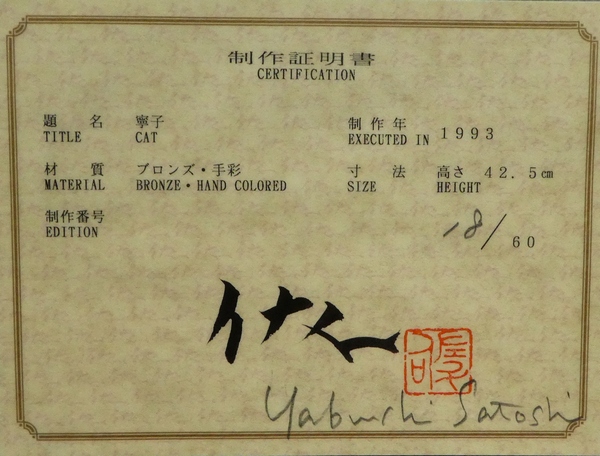 制作証明書
CERTIFICATION
題 名 寧子
TITLE CAT
制作年
EXECUTED IN 1993
材 質 ブロンズ・手彩
MATERIAL BRONZE・HAND COLORED
寸 法 高さ 42.5cm
SIZE HEIGHT
制作番号
EDITION
18/60
Yabuuchi Satoshi